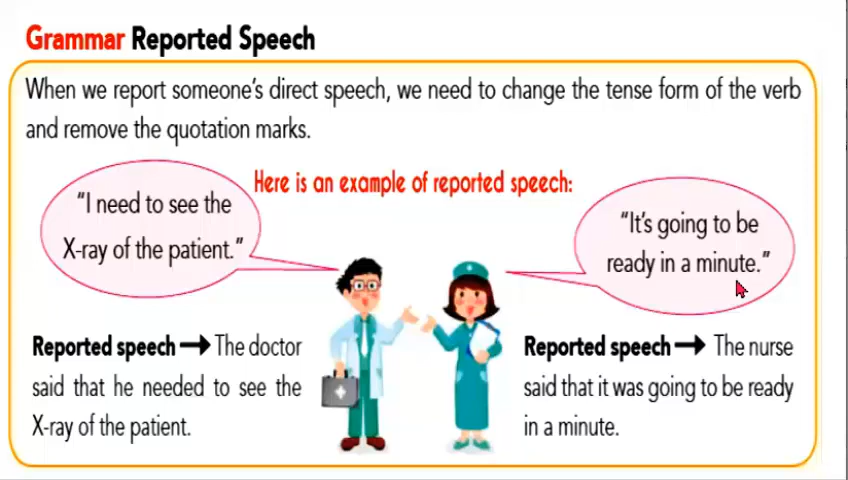 Grammar Reported Speech
When we report someone's direct speech, we need to change the tense form of the verb
and remove the quotation marks.
Here is an example of reported speech:
"I need to see the
X-ray of the patient."
"It's going to be
ready in a minute."
Reported speech → The doctor
said that he needed to see the
X-ray of the patient.
Reported speech → The nurse
said that it was going to be ready
in a minute.